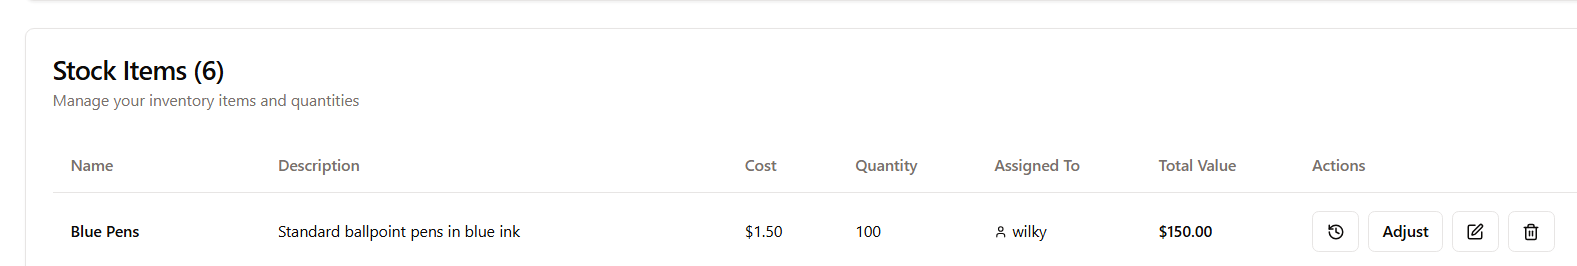 Stock Items (6)
Manage your inventory items and quantities
Name Description Cost Quantity Assigned To Total Value Actions
Blue Pens Standard ballpoint pens in blue ink $1.50 100 wilky $150.00 Adjust